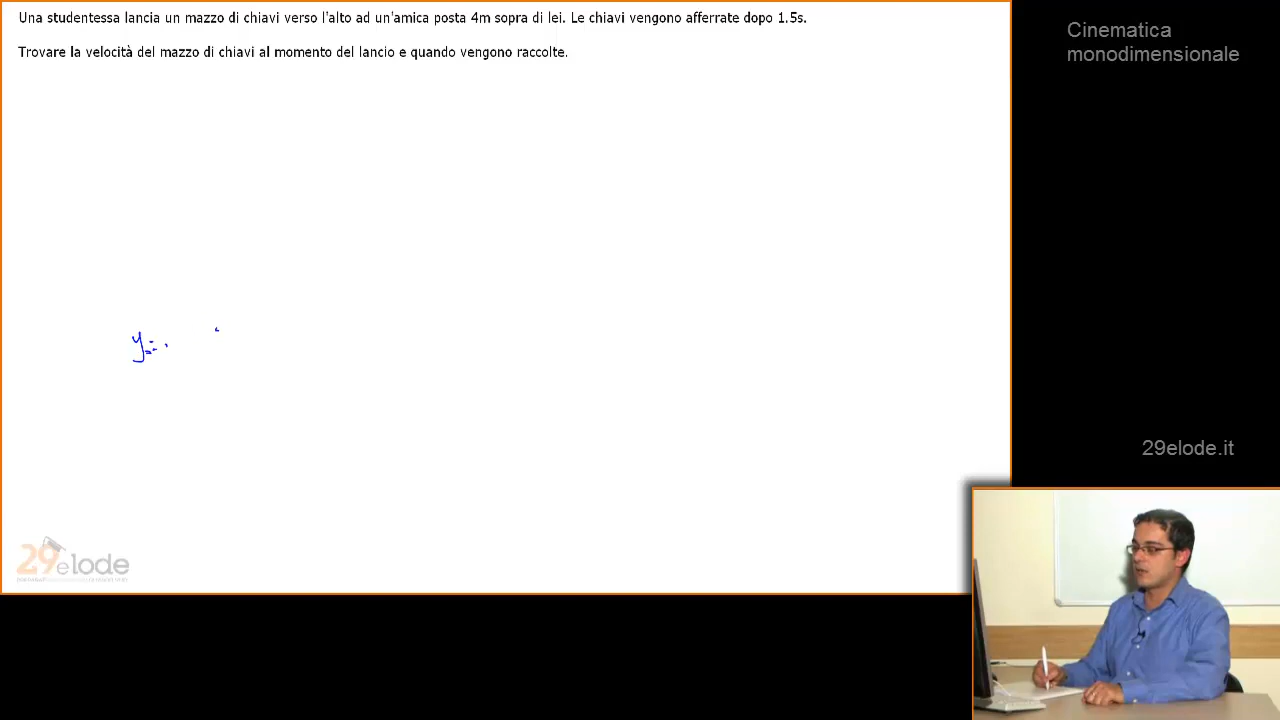 Una studentessa lancia un mazzo di chiavi verso l'alto ad un'amica posta 4m sopra di lei. Le chiavi vengono afferrate dopo 1.5s.
Trovare la velocità del mazzo di chiavi al momento del lancio e quando vengono raccolte.
Cinematica
monodimensionale
y=
29elode.it
29elode